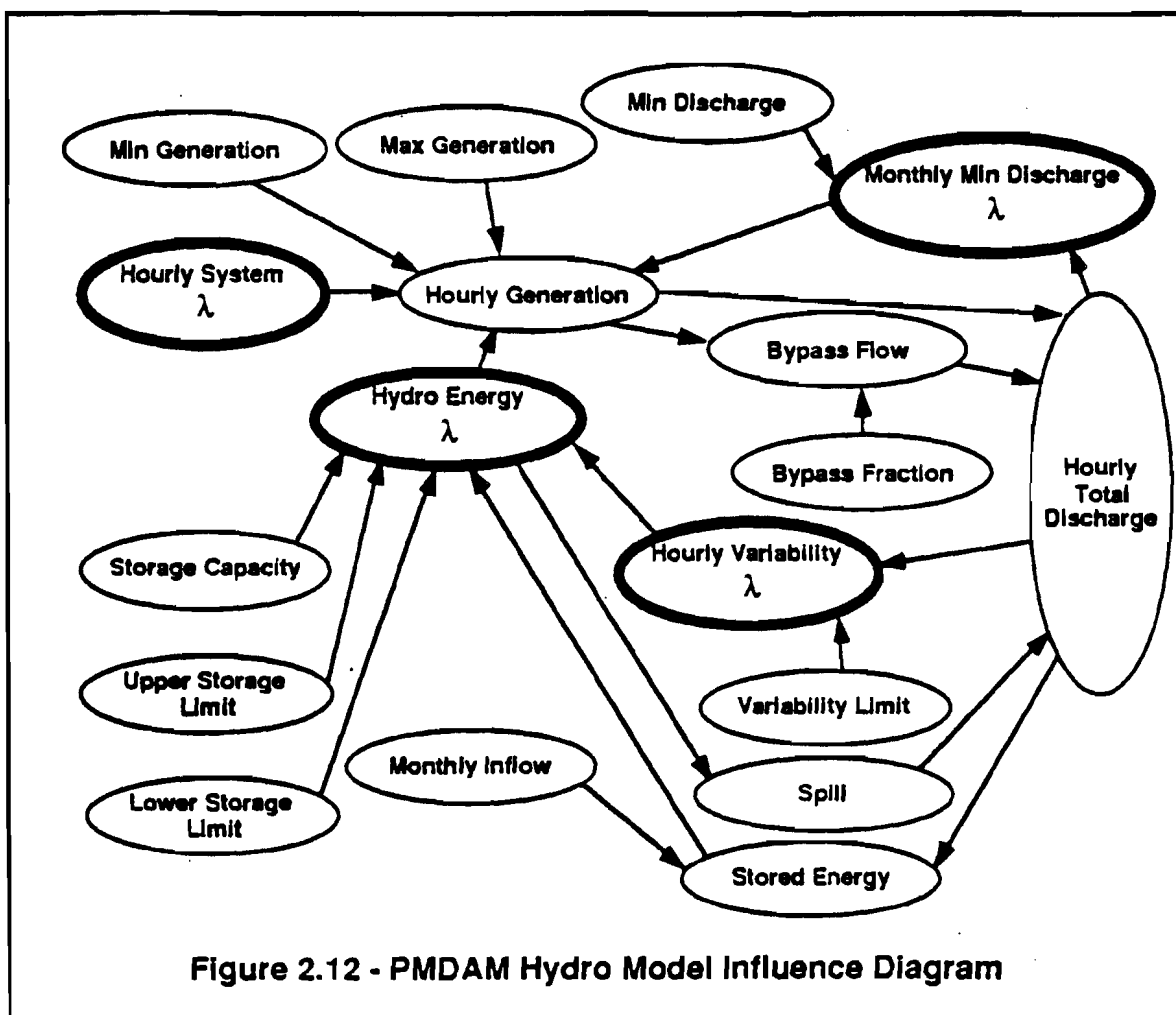 Min Discharge
Min Generation
Max Generation
Monthly Min Discharge
λ
Hourly System
λ
Hourly Generation
Bypass Flow
Hydro Energy
λ
Bypass Fraction
Hourly
Total
Discharge
Hourly Variability
λ
Storage Capacity
Upper Storage
Limit
Variability Limit
Monthly Inflow
Spill
Lower Storage
Limit
Stored Energy
Figure 2.12 - PMDAM Hydro Model Influence Diagram